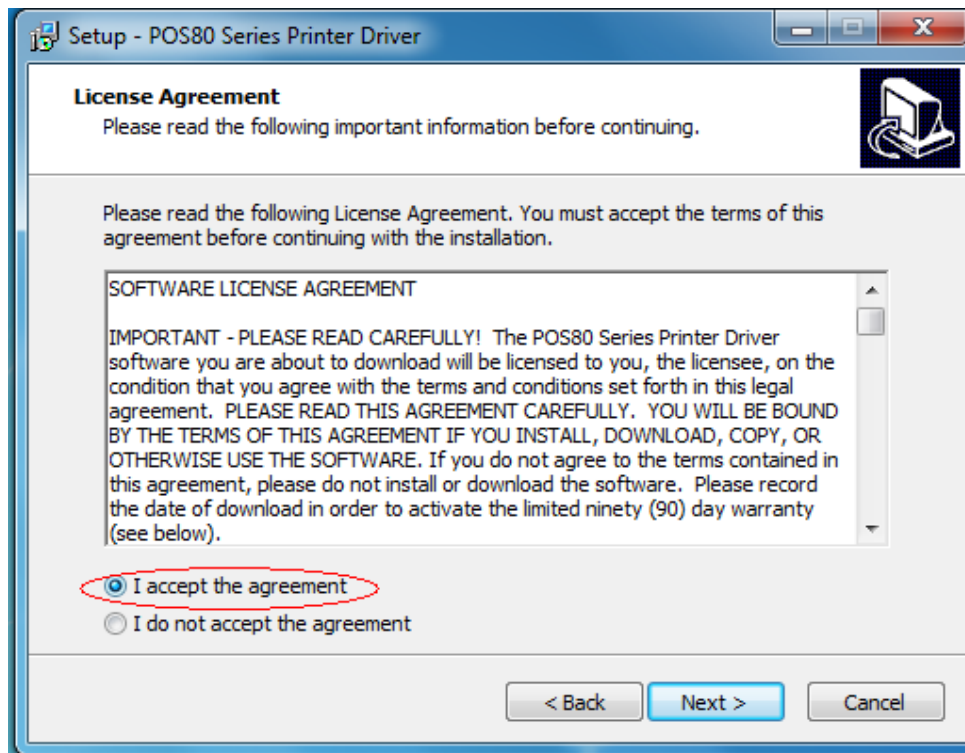 Setup - POS80 Series Printer Driver
License Agreement
Please read the following important information before continuing.
Please read the following License Agreement. You must accept the terms of this
agreement before continuing with the installation.
SOFTWARE LICENSE AGREEMENT
IMPORTANT - PLEASE READ CAREFULLY!  The POS80 Series Printer Driver
software you are about to download will be licensed to you, the licensee, on the
condition that you agree with the terms and conditions set forth in this legal
agreement.  PLEASE READ THIS AGREEMENT CAREFULLY.  YOU WILL BE BOUND
BY THE TERMS OF THIS AGREEMENT IF YOU INSTALL, DOWNLOAD, COPY, OR
OTHERWISE USE THE SOFTWARE. If you do not agree to the terms contained in
this agreement, please do not install or download the software.  Please record
the date of download in order to activate the limited ninety (90) day warranty
(see below).
I accept the agreement
I do not accept the agreement
< Back Next > Cancel